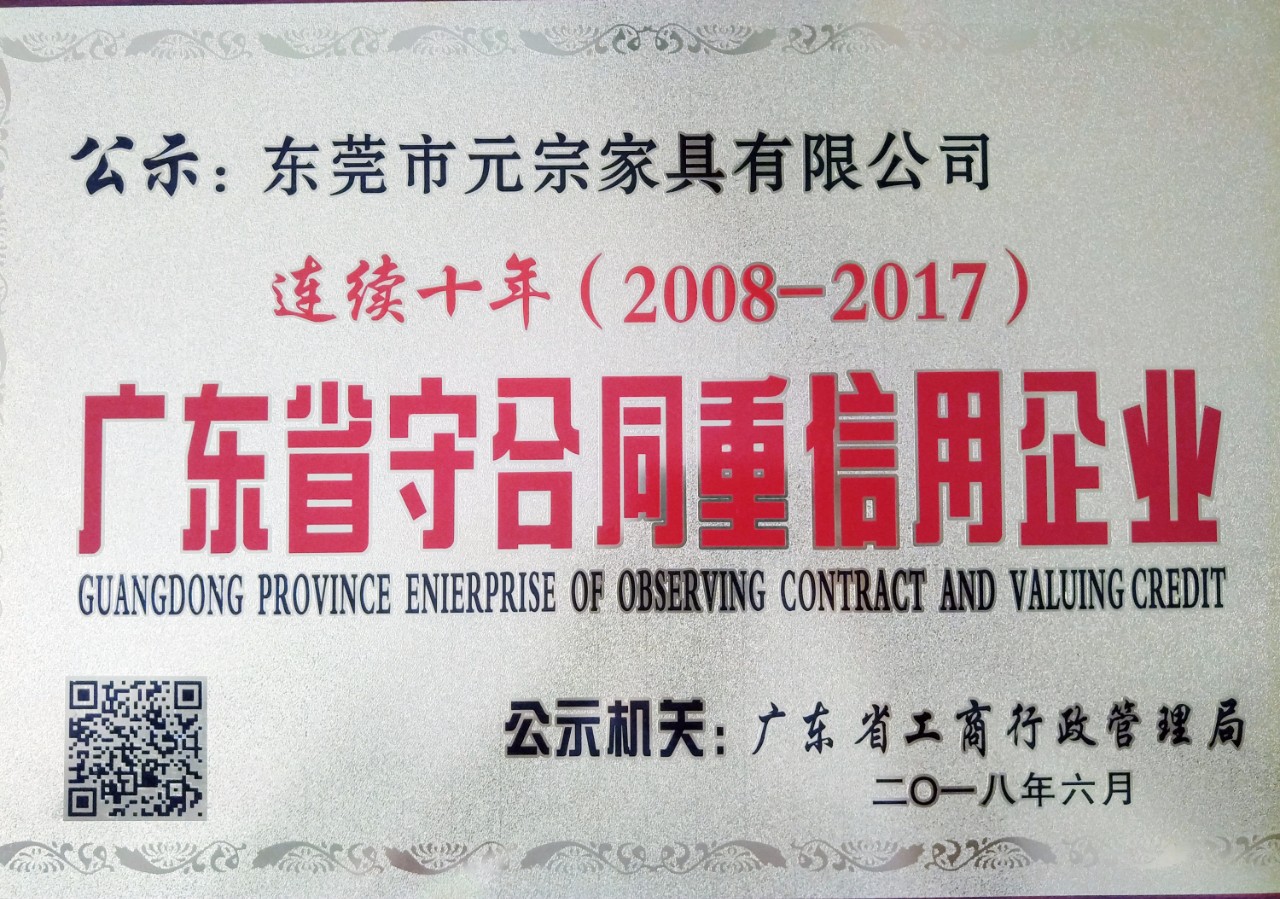 公示：东莞市元宗家具有限公司
连续十年（2008-2017）
广东省守合同重信用企业
GUANGDONG PROVINCE ENIERPRISE OF OBSERVING CONTRACT AND VALUING CREDIT
公示机关：广东省工商行政管理局
二〇一八年六月